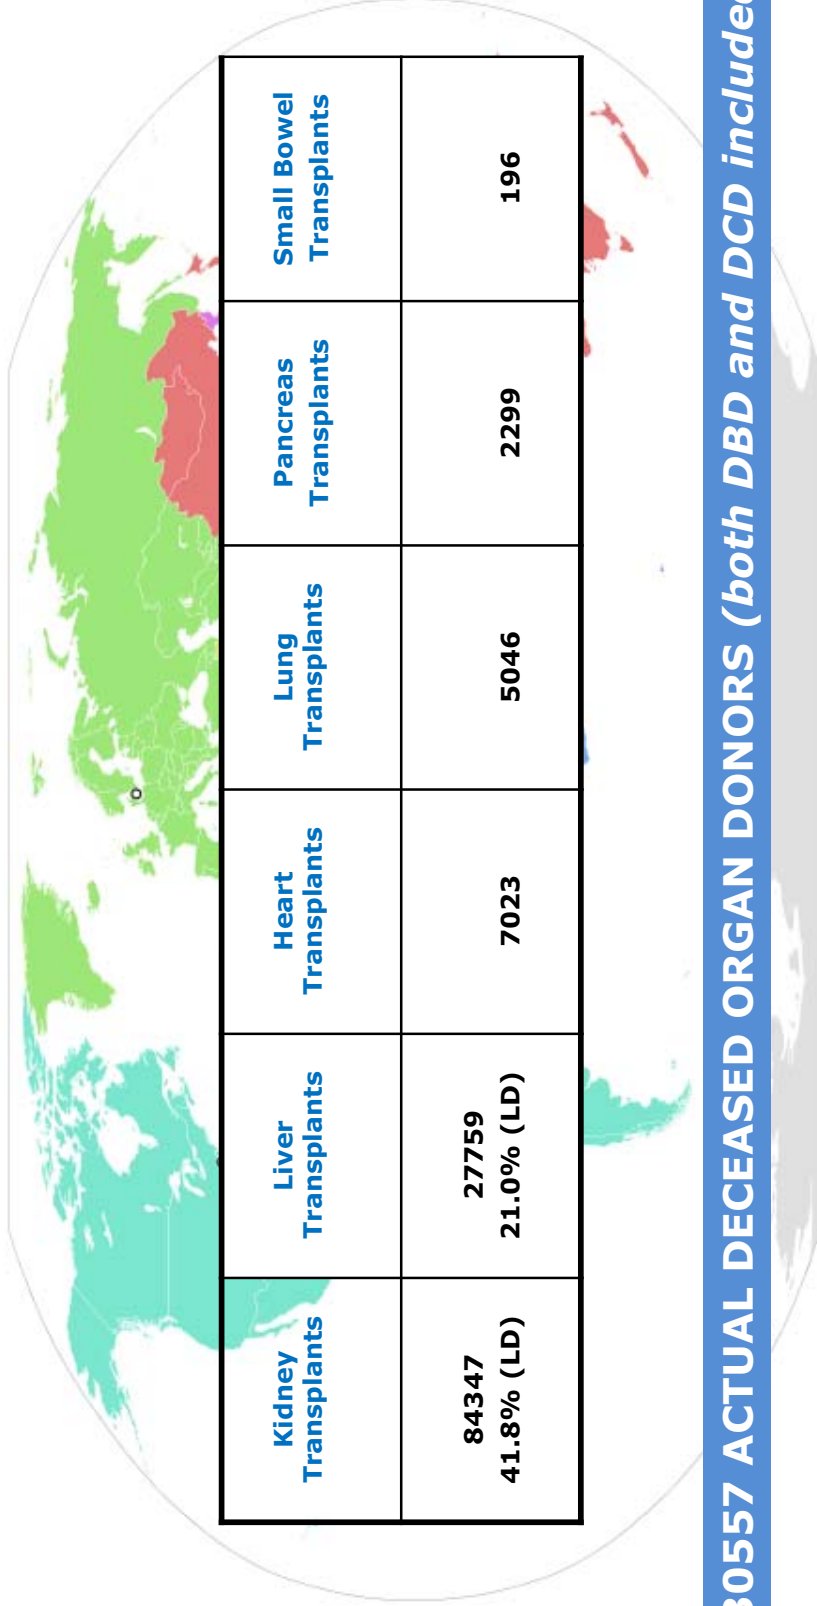 Kidney
Transplants
Liver
Transplants
Heart
Transplants
Lung
Transplants
Pancreas
Transplants
Small Bowel
Transplants
84347
41.8% (LD)
27759
21.0% (LD)
7023
5046
2299
196
30557 ACTUAL DECEASED ORGAN DONORS (both DBD and DCD included